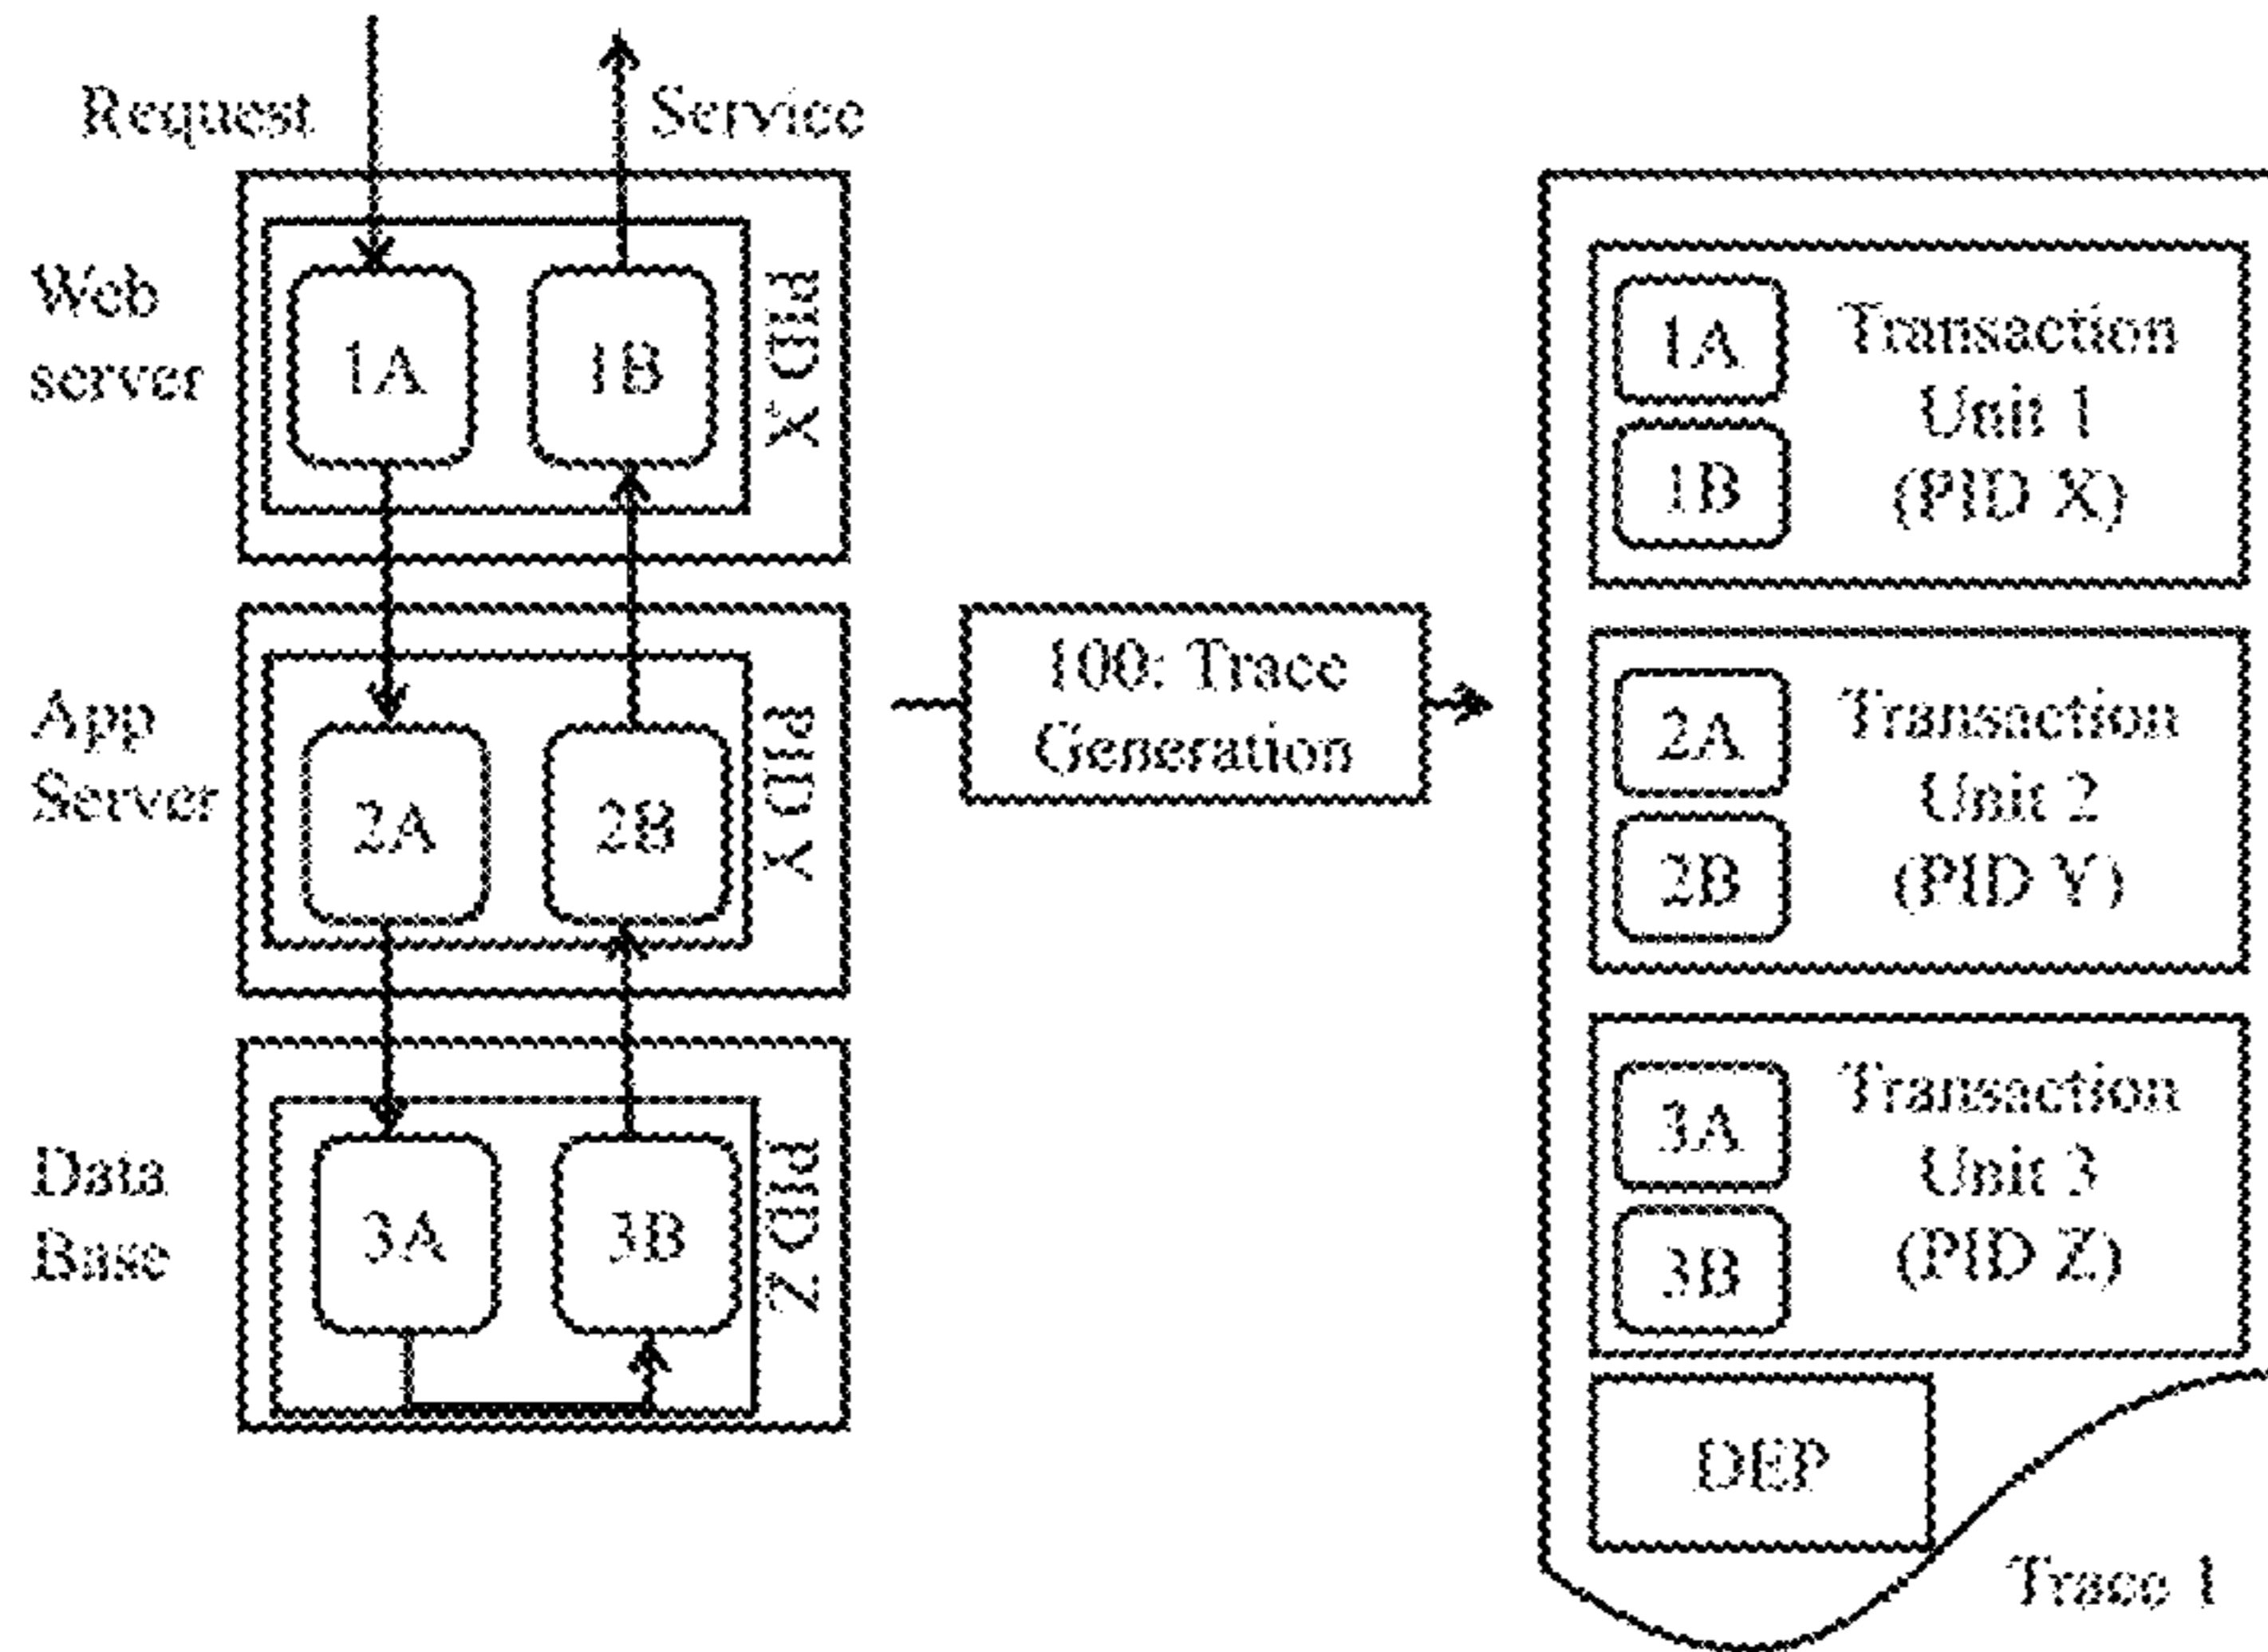 Request
Service
Web
server
1A
1B
PID X
App
Server
2A
2B
PID Y
Data
Base
3A
3B
PID Z
100: Trace
Generation
1A
1B
Transaction
Unit 1
(PID X)
2A
2B
Transaction
Unit 2
(PID Y)
3A
3B
Transaction
Unit 3
(PID Z)
DEP
Trace 1